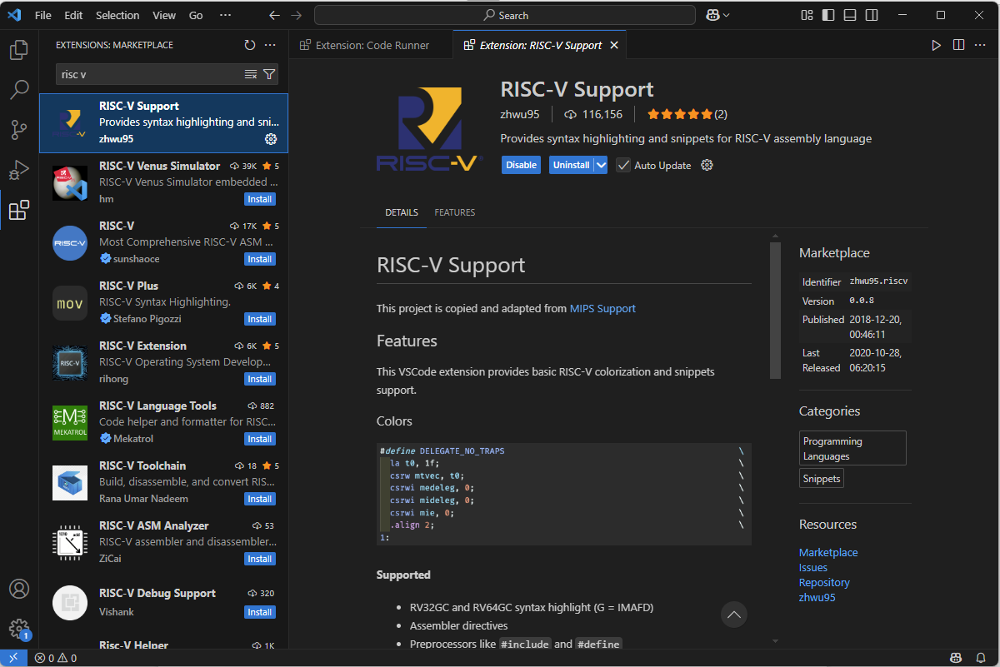 File Edit Selection View Go ··· Search
EXTENSIONS: MARKETPLACE
risc v
RISC-V Support
Provides syntax highlighting and sni...
zhwu95
RISC-V Venus Simulator 39K 5
RISC-V Venus Simulator embedded ...
hm Install
RISC-V
RISC-V 17K 5
Most Comprehensive RISC-V ASM ...
sunshaoce Install
mov
RISC-V Plus 6K 4
RISC-V Syntax Highlighting.
Stefano Pigozzi Install
RISC-V
RISC-V Extension 6K 5
RISC-V Operating System Develop...
rihong Install
MEKATROL
RISC-V Language Tools 882
Code helper and formatter for RISC...
Mekatrol Install
RISC-V Toolchain 18 5
Build, disassemble, and convert RIS...
Rana Umar Nadeem Install
1010 add
RISC-V ASM Analyzer 53
RISC-V assembler and disassembler...
ZiCai Install
RISC-V Debug Support 320
Vishank Install
Risc-V Helper 1K
1
0 0
Extension: Code Runner
Extension: RISC-V Support
RISC-V
RISC-V Support
zhwu95 116,156 (2)
Provides syntax highlighting and snippets for RISC-V assembly language
Disable Uninstall Auto Update
DETAILS FEATURES
RISC-V Support
This project is copied and adapted from MIPS Support
Features
This VSCode extension provides basic RISC-V colorization and snippets
support.
Colors
#define DELEGATE_NO_TRAPS \
la t0, 1f; \
csrw mtvec, t0; \
csrwi medeleg, 0; \
csrwi mideleg, 0; \
csrwi mie, 0; \
.align 2; \
1:
Supported
• RV32GC and RV64GC syntax highlight (G = IMAFD)
• Assembler directives
• Preprocessors like #include and #define
Marketplace
Identifier zhwu95.riscv
Version 0.0.8
Published 2018-12-20,
00:46:11
Last 2020-10-28,
Released 06:20:15
Categories
Programming
Languages
Snippets
Resources
Marketplace
Issues
Repository
zhwu95